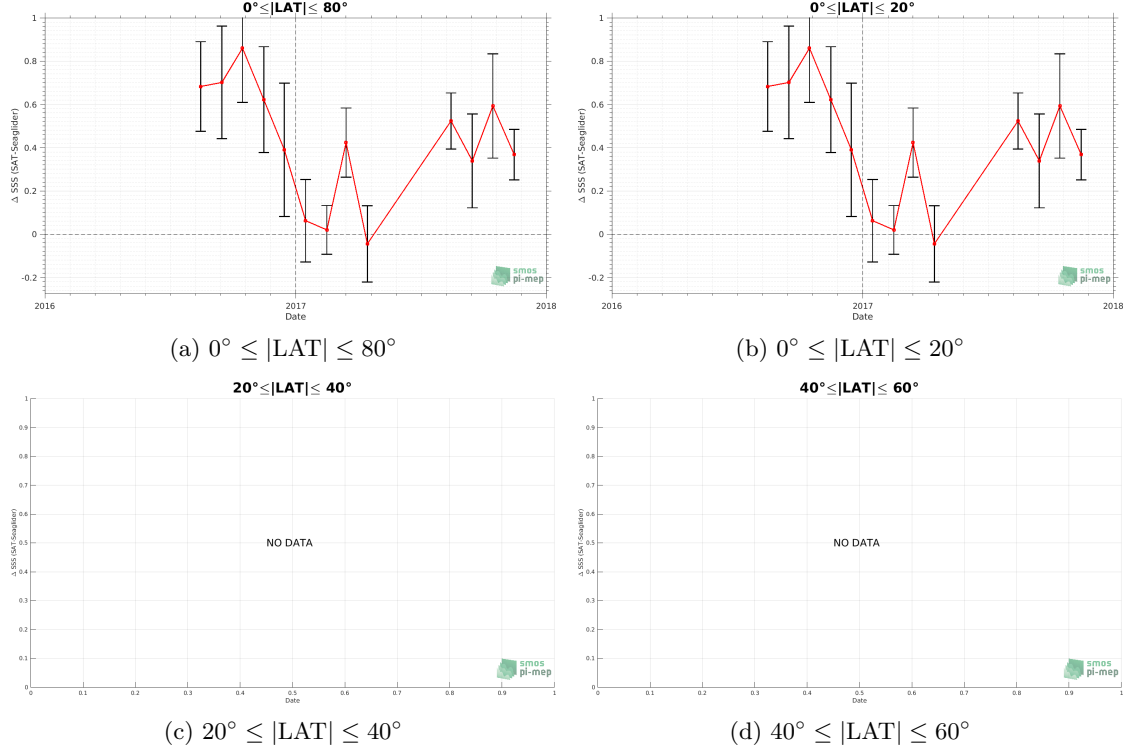 0°≤|LAT|≤ 80°
1
0.8
0.6
0.4
0.2
0
-0.2
Δ SSS (SAT-Seaglider)
2016
2017
2018
Date
smos
pi-mep
(a) 0° ≤ |LAT| ≤ 80°
0°≤|LAT|≤ 20°
1
0.8
0.6
0.4
0.2
0
-0.2
Δ SSS (SAT-Seaglider)
2016
2017
2018
Date
smos
pi-mep
(b) 0° ≤ |LAT| ≤ 20°
20°≤|LAT|≤ 40°
1
0.9
0.8
0.7
0.6
0.5
0.4
0.3
0.2
0.1
0
Δ SSS (SAT-Seaglider)
NO DATA
0 0.1 0.2 0.3 0.4 0.5 0.6 0.7 0.8 0.9 1
Date
smos
pi-mep
(c) 20° ≤ |LAT| ≤ 40°
40°≤|LAT|≤ 60°
1
0.9
0.8
0.7
0.6
0.5
0.4
0.3
0.2
0.1
0
Δ SSS (SAT-Seaglider)
NO DATA
0 0.1 0.2 0.3 0.4 0.5 0.6 0.7 0.8 0.9 1
Date
smos
pi-mep
(d) 40° ≤ |LAT| ≤ 60°